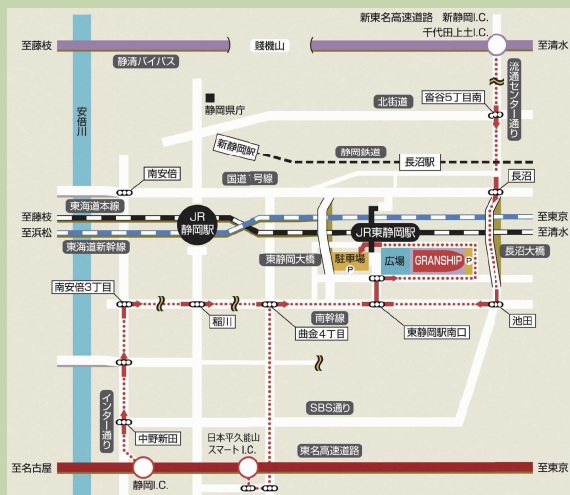 新東名高速道路 新静岡I.C.
千代田上土I.C.
至藤枝
賤機山
至清水
静清バイパス
流通センター通り
北街道
沓谷5丁目南
安倍川
静岡県庁
新静岡駅
静岡鉄道
長沼駅
南安倍
国道1号線
長沼
東海道本線
至藤枝
至浜松
JR
静岡駅
JR東静岡駅
至東京
至清水
東海道新幹線
東静岡大橋
駐車場
P
広場
GRANSHIP
P
長沼大橋
南安倍3丁目
稲川
南幹線
曲金4丁目
東静岡駅南口
池田
インター通り
SBS通り
中野新田
日本平久能山
スマートI.C.
東名高速道路
至名古屋
至東京
静岡I.C.